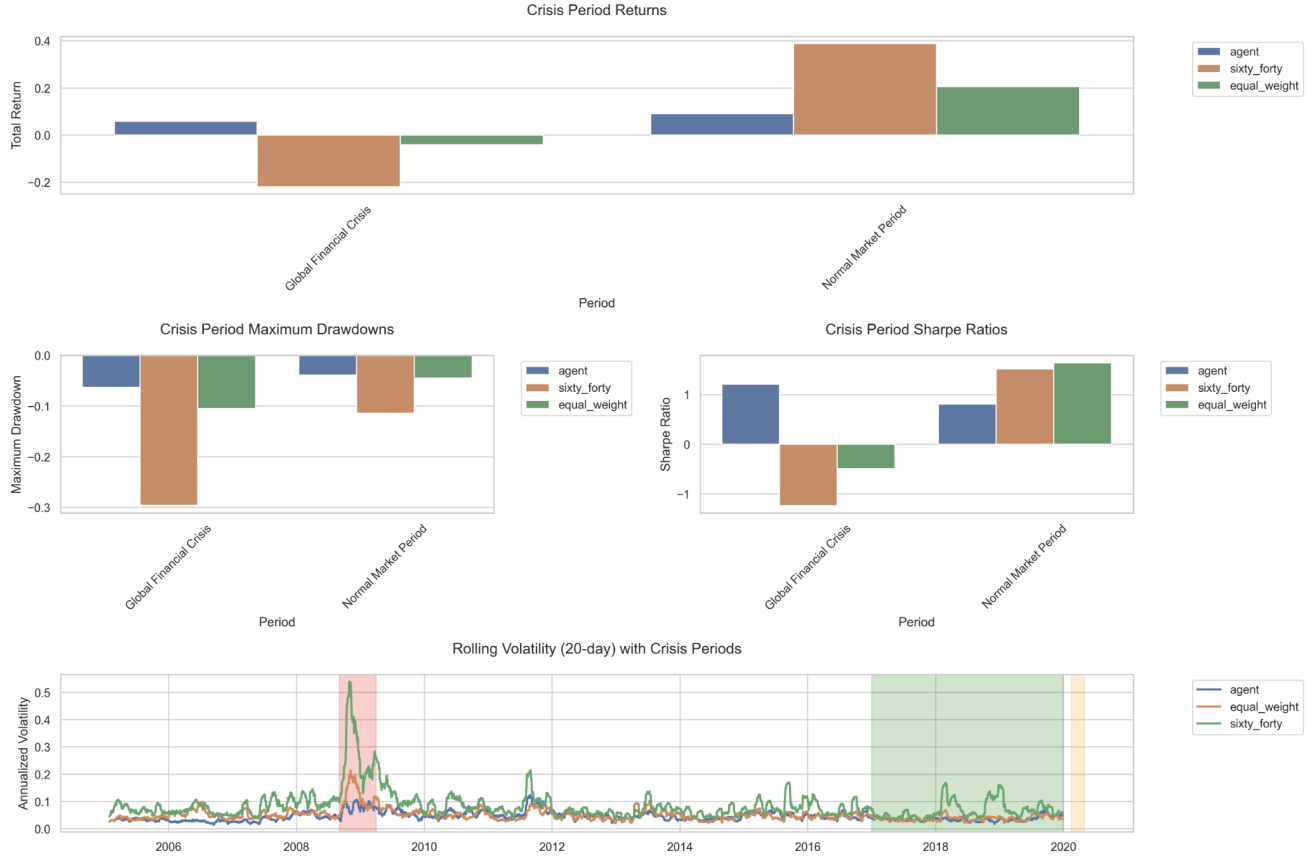 Crisis Period Returns
0.4
0.2
0.0
−0.2
Total Return
Global Financial Crisis
Normal Market Period
Period
agent
sixty_forty
equal_weight
Crisis Period Maximum Drawdowns
0.0
−0.1
−0.2
−0.3
Maximum Drawdown
Global Financial Crisis
Normal Market Period
Period
agent
sixty_forty
equal_weight
Crisis Period Sharpe Ratios
1
0
−1
Sharpe Ratio
Global Financial Crisis
Normal Market Period
Period
agent
sixty_forty
equal_weight
Rolling Volatility (20-day) with Crisis Periods
0.5
0.4
0.3
0.2
0.1
0.0
Annualized Volatility
2006
2008
2010
2012
2014
2016
2018
2020
agent
equal_weight
sixty_forty